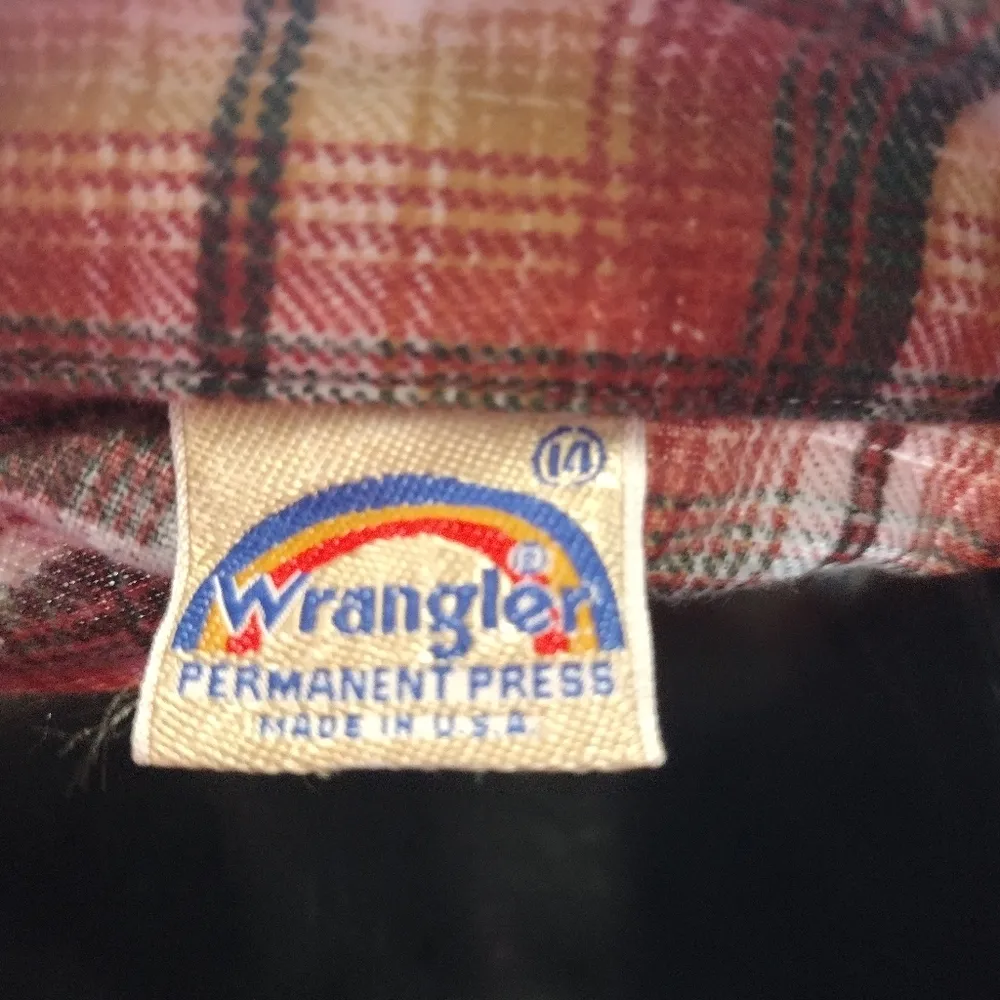 14
Wrangler®
PERMANENT PRESS
MADE IN U.S.A.